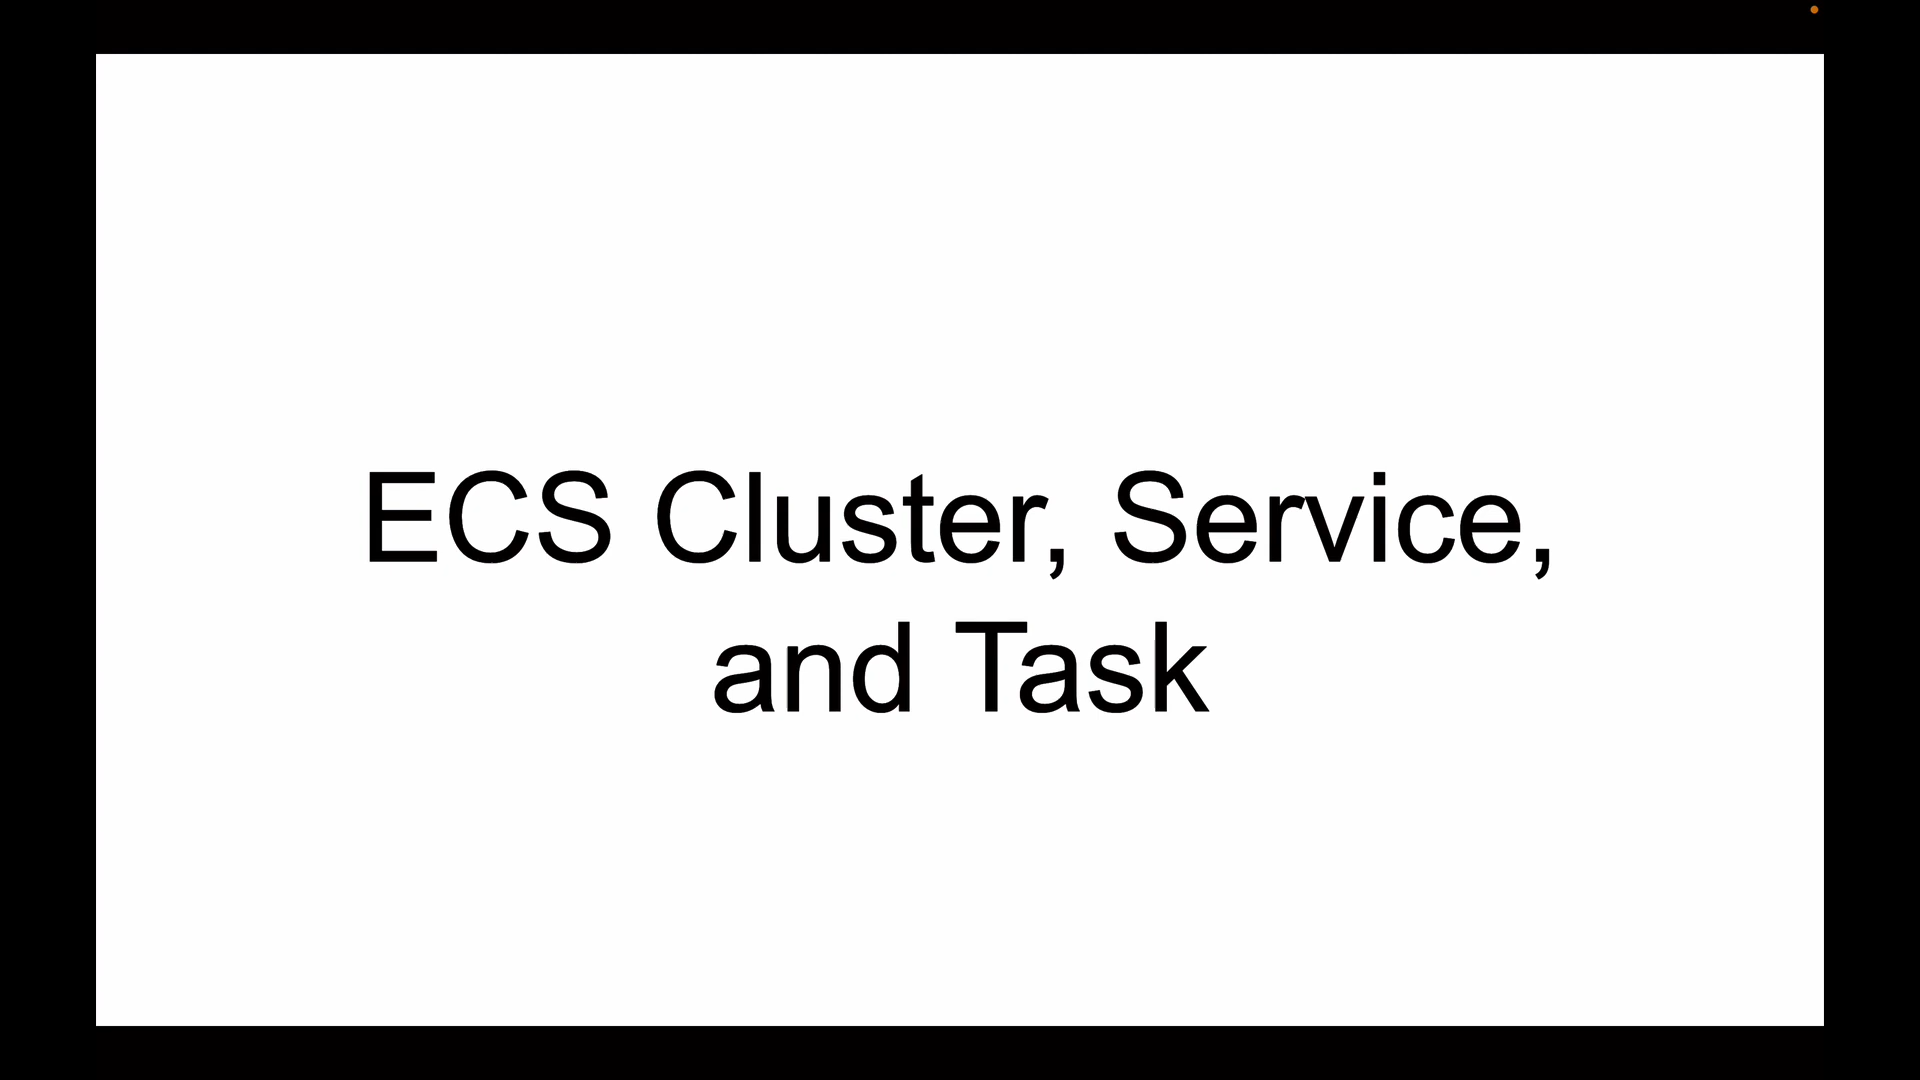 ECS Cluster, Service,
and Task